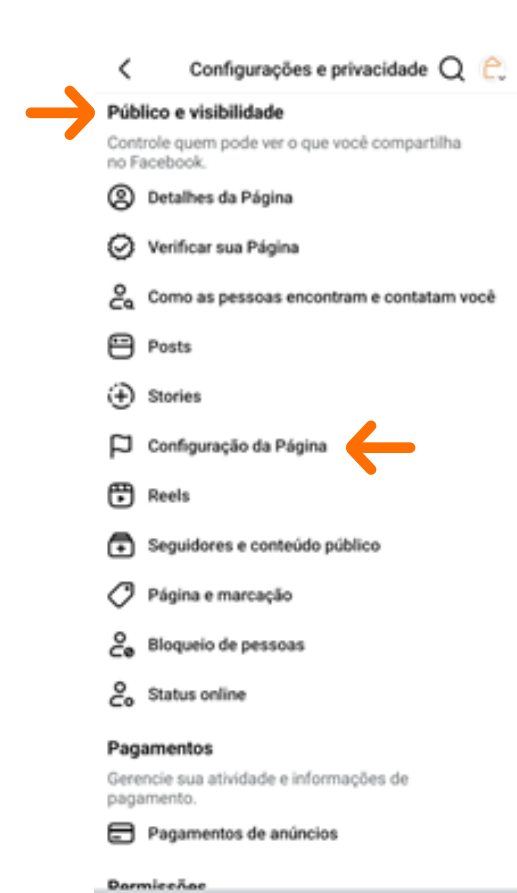 Configurações e privacidade
Público e visibilidade
Controle quem pode ver o que você compartilha
no Facebook.
Detalhes da Página
Verificar sua Página
Como as pessoas encontram e contatam você
Posts
Stories
Configuração da Página
Reels
Seguidores e conteúdo público
Página e marcação
Bloqueio de pessoas
Status online
Pagamentos
Gerencie sua atividade e informações de
pagamento.
Pagamentos de anúncios
Permissões